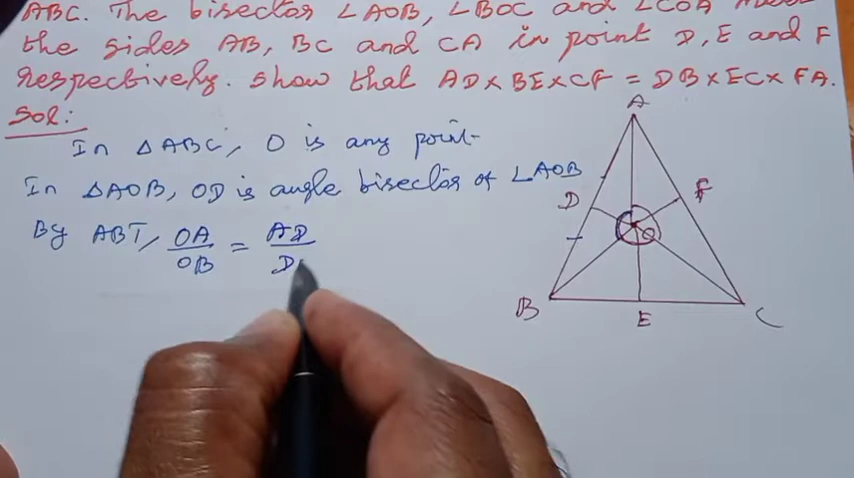 ABC. The bisector ∠AOB, ∠BOC and ∠COA
the sides AB, BC and CA in point D, E and F
respectively. show that AD×BE×CF = DB×EC×FA.
Sol:
In △ABC, O is any point
In △AOB, OD is angle bisector of ∠AOB
By ABT, OA/OB = AD/D
A
D
F
O
B
E
C